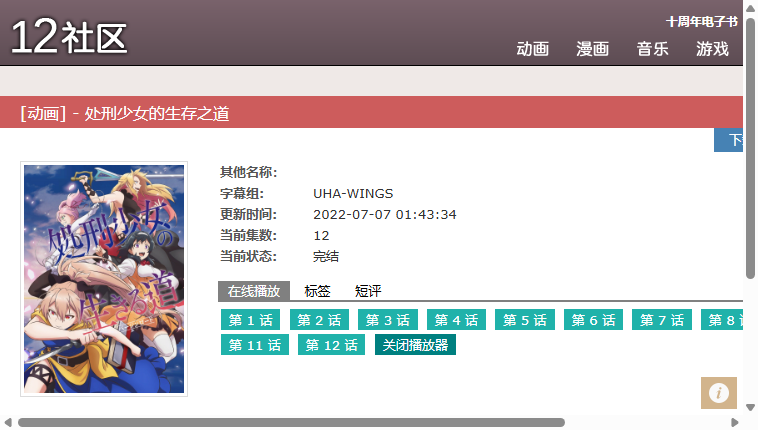 12社区
十周年电子书
动画 漫画 音乐 游戏
[动画] - 处刑少女的生存之道
处刑少女の
生きる道
其他名称:
字幕组: UHA-WINGS
更新时间: 2022-07-07 01:43:34
当前集数: 12
当前状态: 完结
在线播放 标签 短评
第 1 话 第 2 话 第 3 话 第 4 话 第 5 话 第 6 话 第 7 话 第 8
第 11 话 第 12 话 关闭播放器